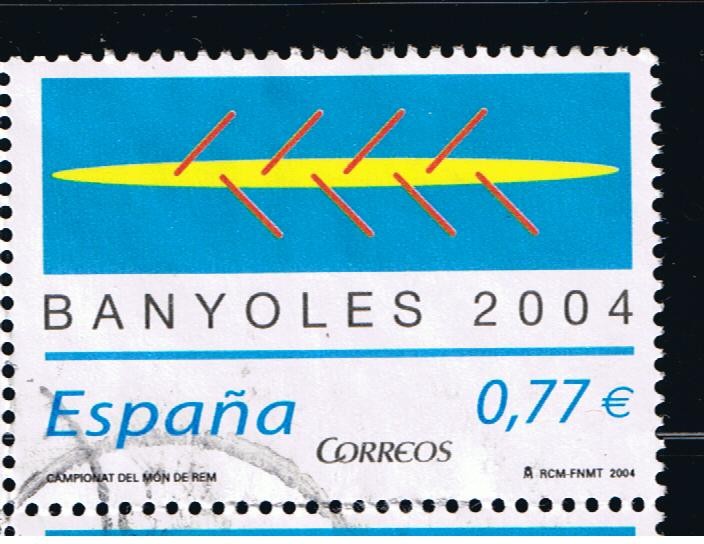 BANYOLES 2004
España 0,77 €
CORREOS
CAMPIONAT DEL MÓN DE REM RCM-FNMT 2004